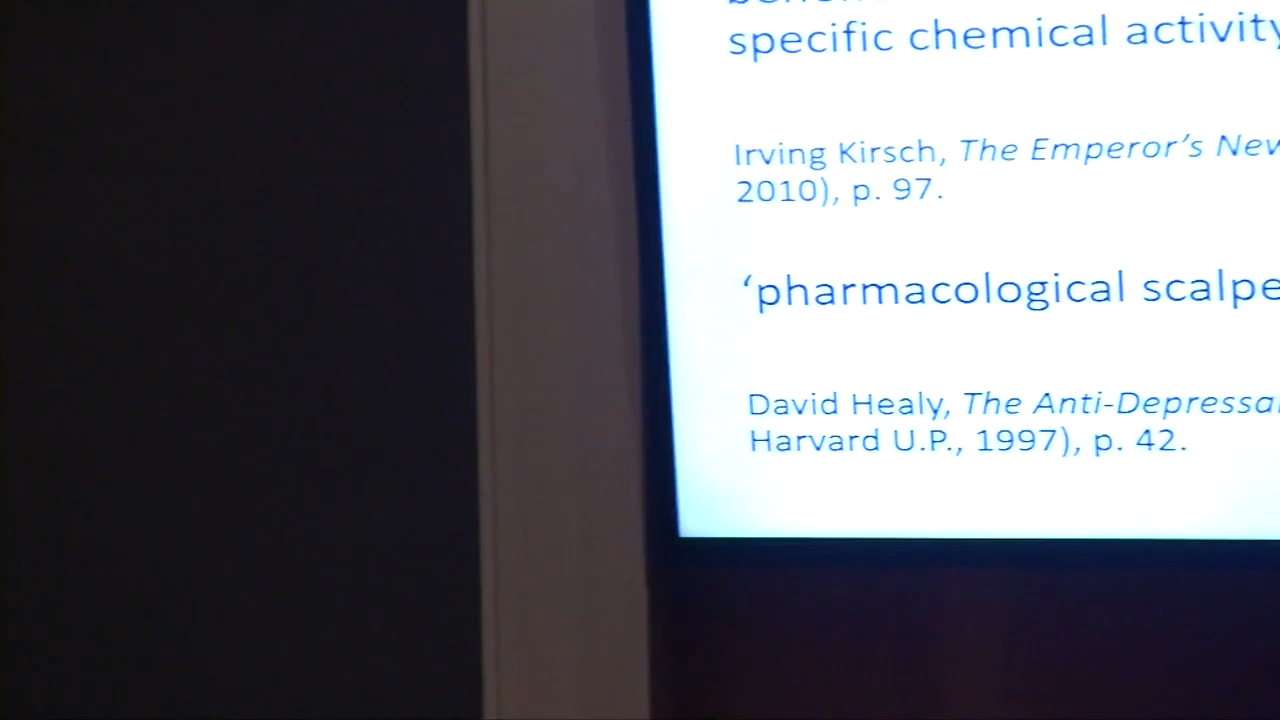 specific chemical activity
Irving Kirsch, The Emperor’s New
2010), p. 97.
‘pharmacological scalpe
David Healy, The Anti-Depressa
Harvard U.P., 1997), p. 42.